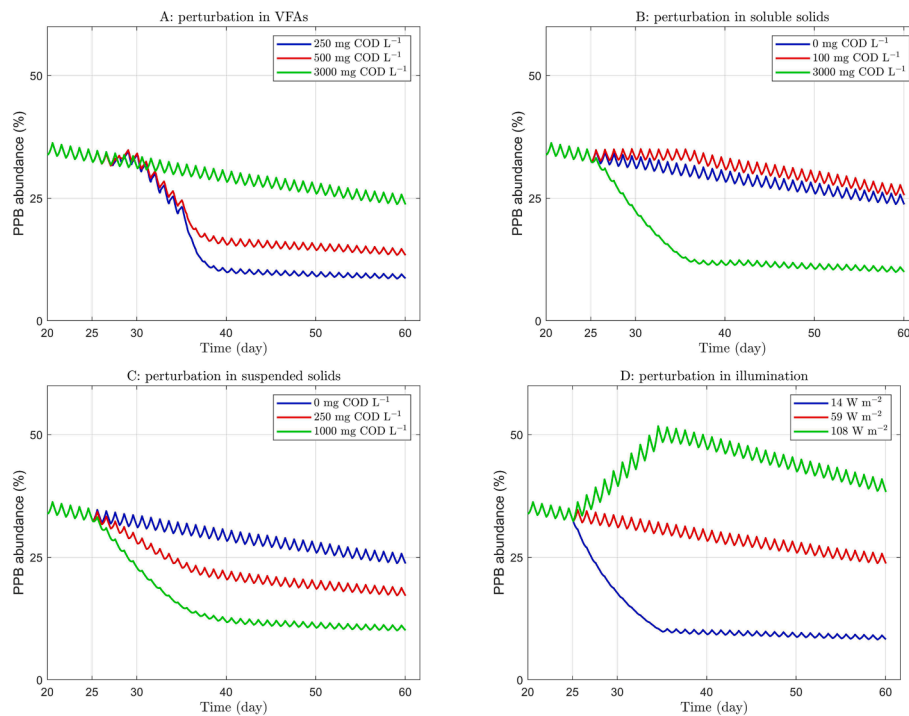 A: perturbation in VFAs
250 mg COD L−1
500 mg COD L−1
3000 mg COD L−1
PPB abundance (%)
50
25
0
20 25 30 40 50 60
Time (day)
B: perturbation in soluble solids
0 mg COD L−1
100 mg COD L−1
3000 mg COD L−1
PPB abundance (%)
50
25
0
20 25 30 40 50 60
Time (day)
C: perturbation in suspended solids
0 mg COD L−1
250 mg COD L−1
1000 mg COD L−1
PPB abundance (%)
50
25
0
20 25 30 40 50 60
Time (day)
D: perturbation in illumination
14 W m−2
59 W m−2
108 W m−2
PPB abundance (%)
50
25
0
20 25 30 40 50 60
Time (day)